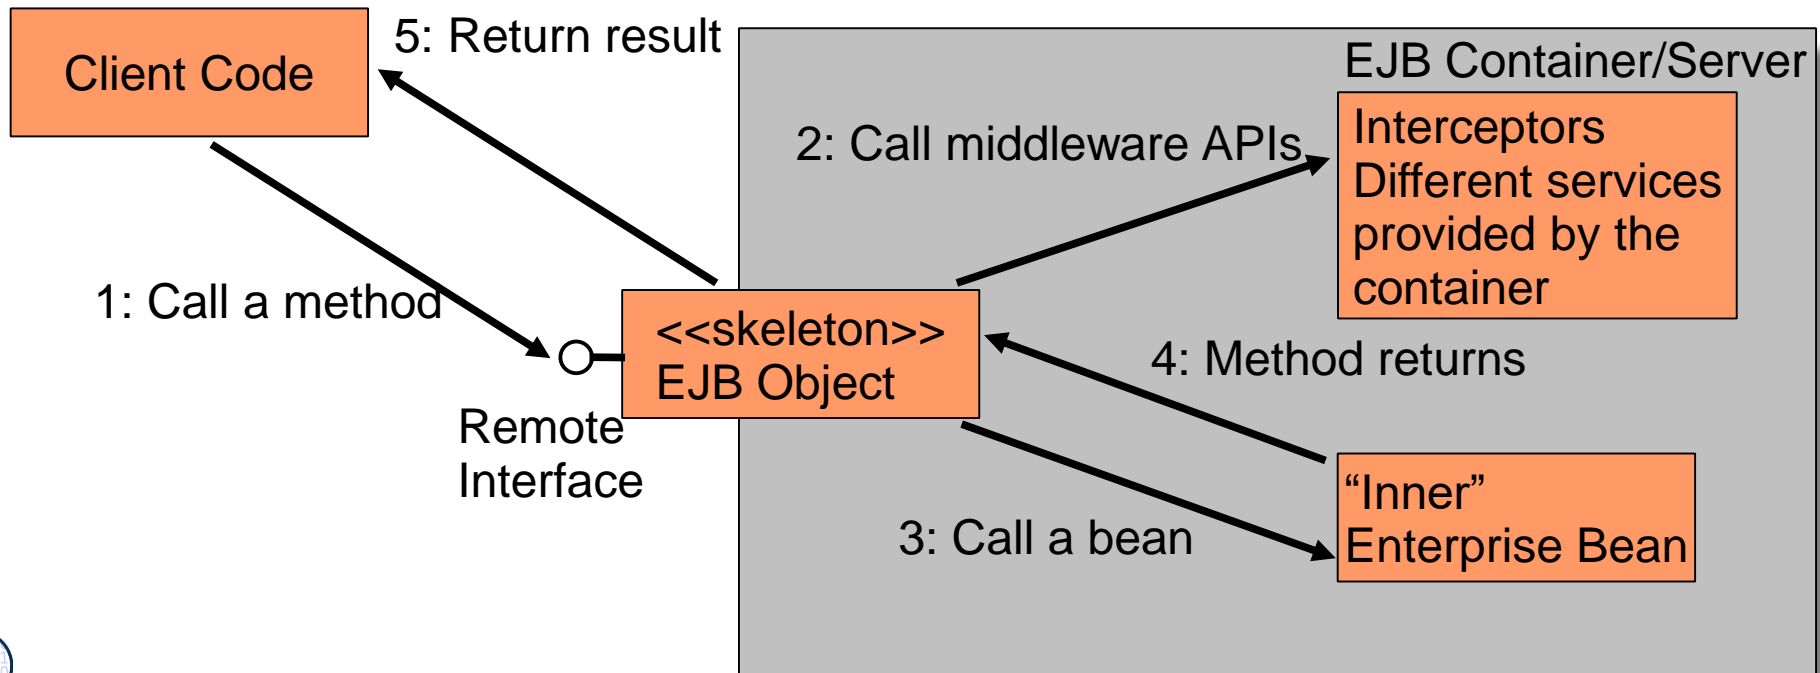 Client Code
5: Return result
EJB Container/Server
2: Call middleware APIs
Interceptors
Different services
provided by the
container
1: Call a method
<<skeleton>>
EJB Object
4: Method returns
Remote
Interface
“Inner”
Enterprise Bean
3: Call a bean